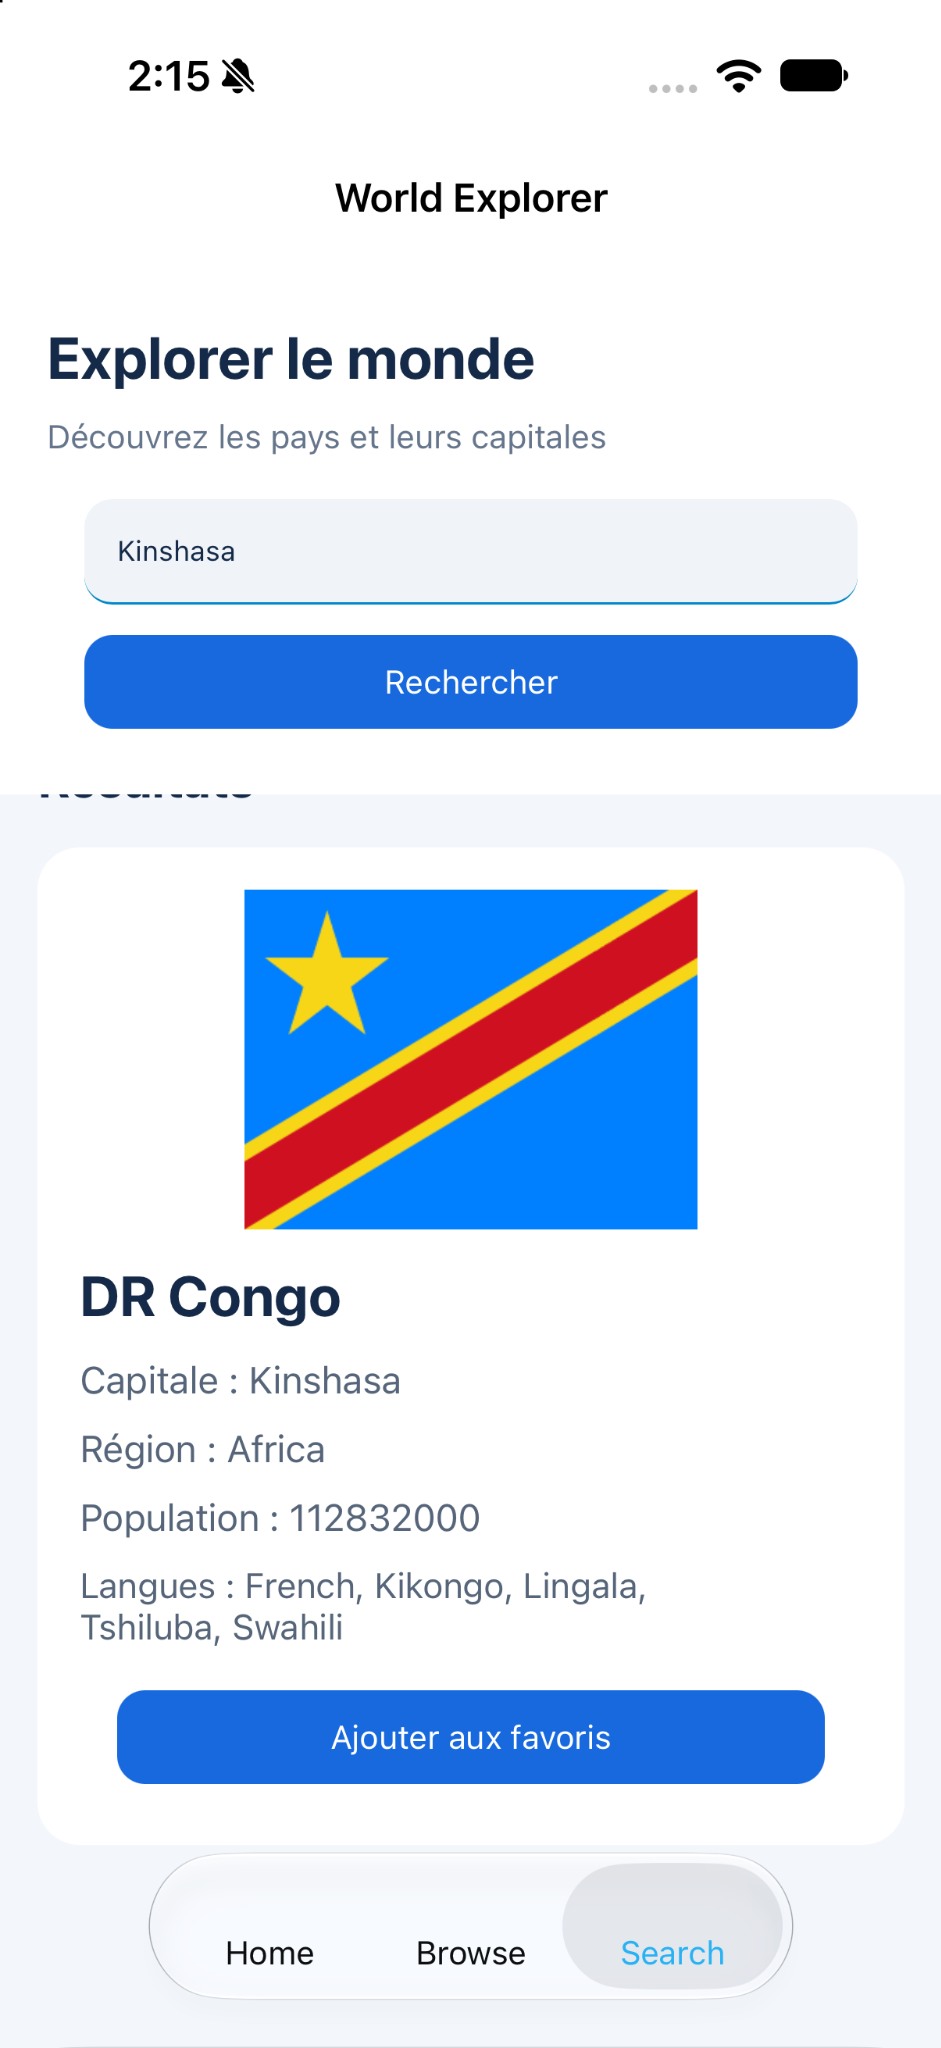 2:15
World Explorer
Explorer le monde
Découvrez les pays et leurs capitales
Kinshasa
Rechercher
DR Congo
Capitale : Kinshasa
Région : Africa
Population : 112832000
Langues : French, Kikongo, Lingala,
Tshiluba, Swahili
Ajouter aux favoris
Home
Browse
Search